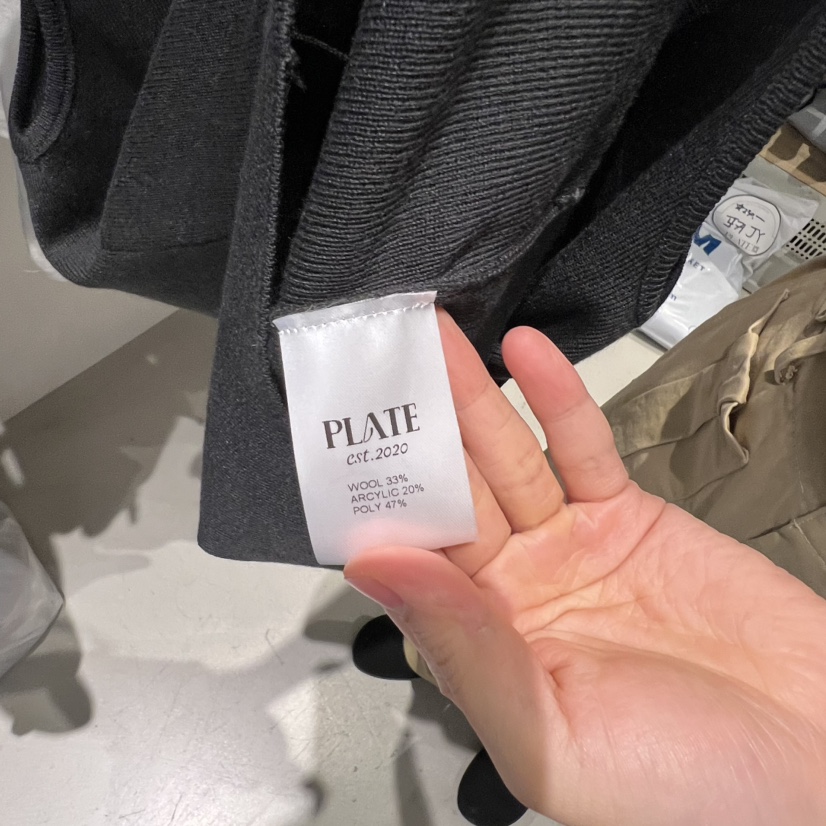 PLATE
est.2020
WOOL 33%
ARCYLIC 20%
POLY 47%